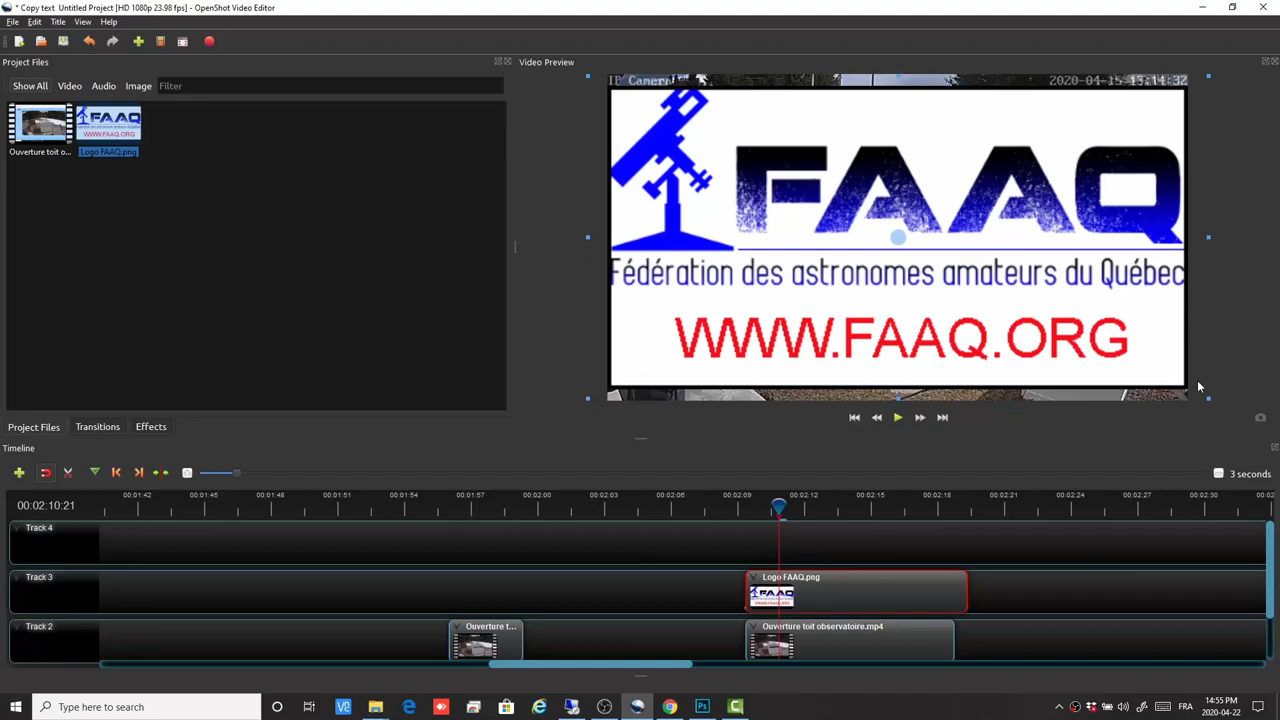 * Copy text Untitled Project [HD 1080p 23.98 fps] - OpenShot Video Editor
File Edit Title View Help
Project Files
Video Preview
Show All Video Audio Image Filter
Ouverture toit o...
Logo FAAQ.png
IP Camera
2020-04-15 13:14:32
FAAQ
Fédération des astronomes amateurs du Québec
WWW.FAAQ.ORG
Project Files Transitions Effects
Timeline
3 seconds
00:02:10:21
00:01:42 00:01:45 00:01:48 00:01:51 00:01:54 00:01:57 00:02:00 00:02:03 00:02:06 00:02:09 00:02:12 00:02:15 00:02:18 00:02:21 00:02:24 00:02:27 00:02:30 00:02
Track 4
Track 3
Logo FAAQ.png
Track 2
Ouverture t...
Ouverture toit observatoire.mp4
Type here to search
FRA
14:55 PM
2020-04-22